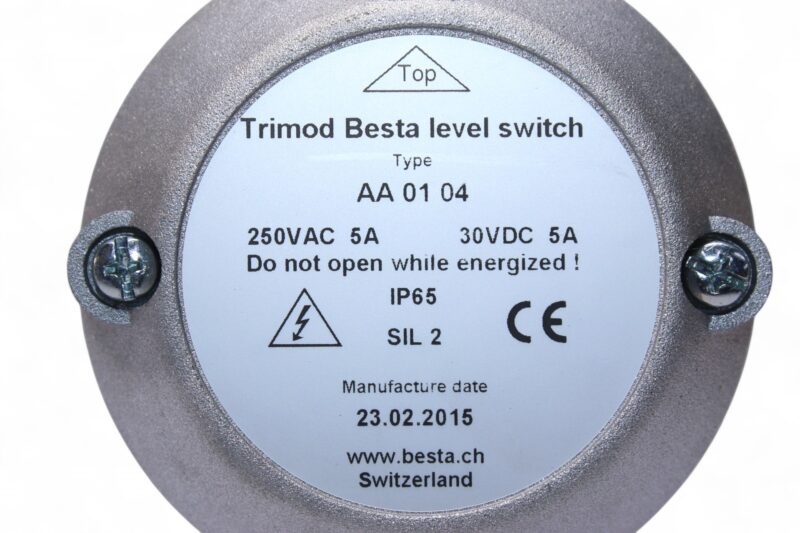 Top
Trimod Besta level switch
Type
AA 01 04
250VAC 5A 30VDC 5A
Do not open while energized !
IP65
SIL 2
CE
Manufacture date
23.02.2015
www.besta.ch
Switzerland